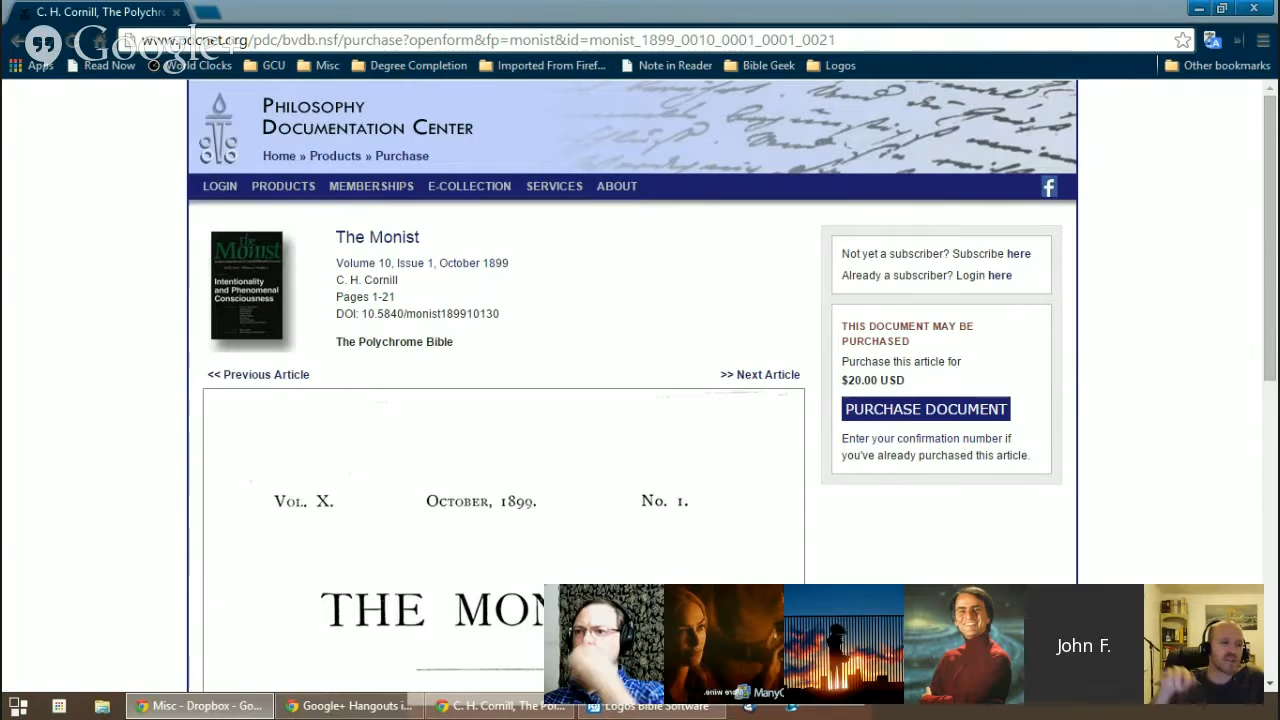 C. H. Cornill, The Polychro
Google+
www.pdcnet.org/pdc/bvdb.nsf/purchase?openform&fp=monist&id=monist_1899_0010_0001_0001_0021
Apps Read Now World Clocks GCU Misc Degree Completion Imported From Firef... Note in Reader Bible Geek Logos Other bookmarks
PHILOSOPHY
DOCUMENTATION CENTER
Home » Products » Purchase
LOGIN PRODUCTS MEMBERSHIPS E-COLLECTION SERVICES ABOUT
The Monist
Intentionality
and Phenomenal
Consciousness
The Monist
Volume 10, Issue 1, October 1899
C. H. Cornill
Pages 1-21
DOI: 10.5840/monist189910130
The Polychrome Bible
<< Previous Article >> Next Article
Not yet a subscriber? Subscribe here
Already a subscriber? Login here
THIS DOCUMENT MAY BE
PURCHASED
Purchase this article for
$20.00 USD
PURCHASE DOCUMENT
Enter your confirmation number if
you've already purchased this article.
VOL. X. OCTOBER, 1899. NO. 1.
THE MON
John F.
ManyC
Misc - Dropbox - Go... Google+ Hangouts i... C. H. Cornill, The Pol... Logos Bible Software